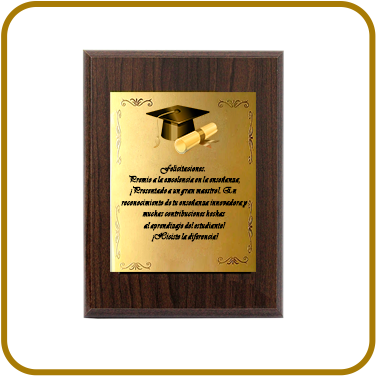 Felicitaciones.
Premio a la excelencia en la enseñanza,
¡Presentado a un gran maestro!. En
reconocimiento de tu enseñanza innovadora y
muchas contribuciones hechas
al aprendizaje del estudiante!
¡Hiciste la diferencia!